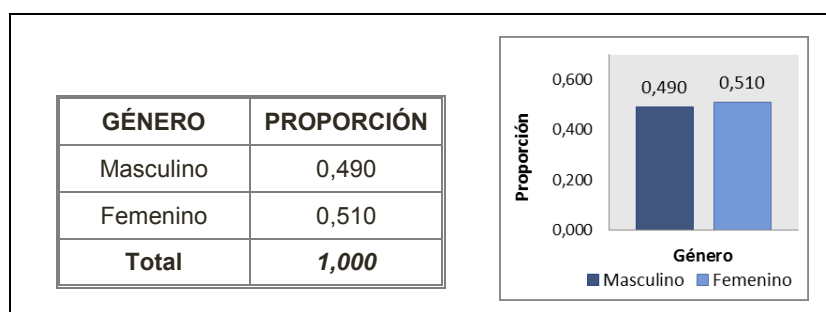 GÉNERO PROPORCIÓN
Masculino 0,490
Femenino 0,510
Total 1,000
Proporción
0,600
0,400
0,200
0,000
0,490 0,510
Género
Masculino Femenino